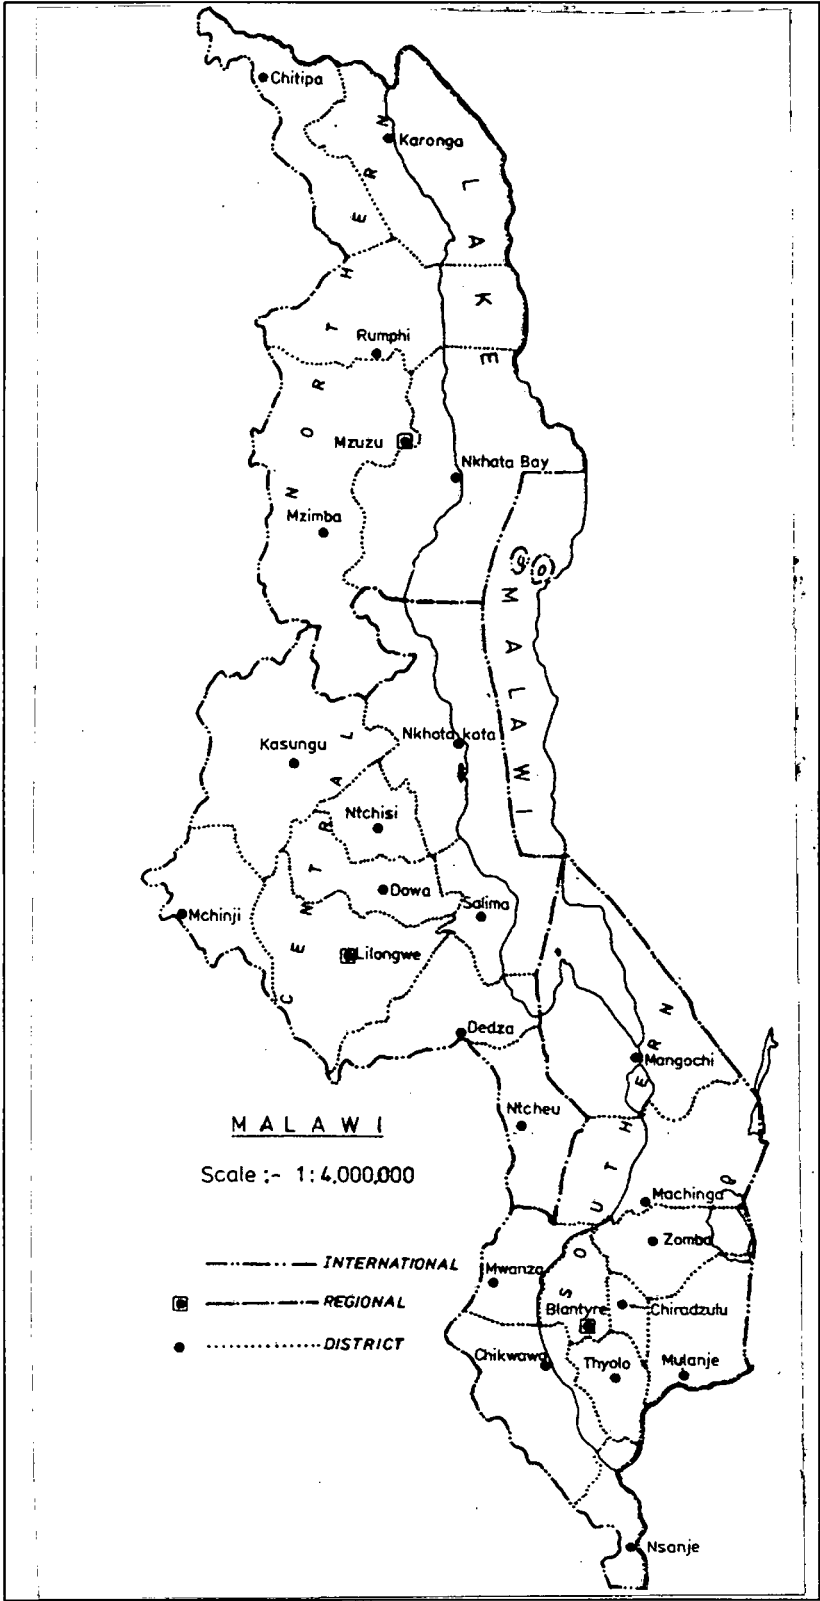 Chitipa
Karonga
NORTHERN
LAKE MALAWI
Rumphi
Mzuzu
Nkhata Bay
Mzimba
Nkhota kota
Kasungu
CEMTRAL
Ntchisi
Dowa
Mchinji
Salima
Lilongwe
Dedza
SOUTHERN
Mangochi
Ntcheu
MALAWI
Scale :- 1:4,000,000
Machinga
Zomba
INTERNATIONAL
Mwanza
REGIONAL
Blantyre
Chiradzulu
DISTRICT
Chikwawa
Thyolo
Mulanje
Nsanje